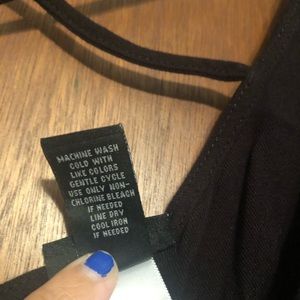 MACHINE WASH
COLD WITH
LIKE COLORS
GENTLE CYCLE
USE ONLY NON-
CHLORINE BLEACH
IF NEEDED
LINE DRY
COOL IRON
IF NEEDED